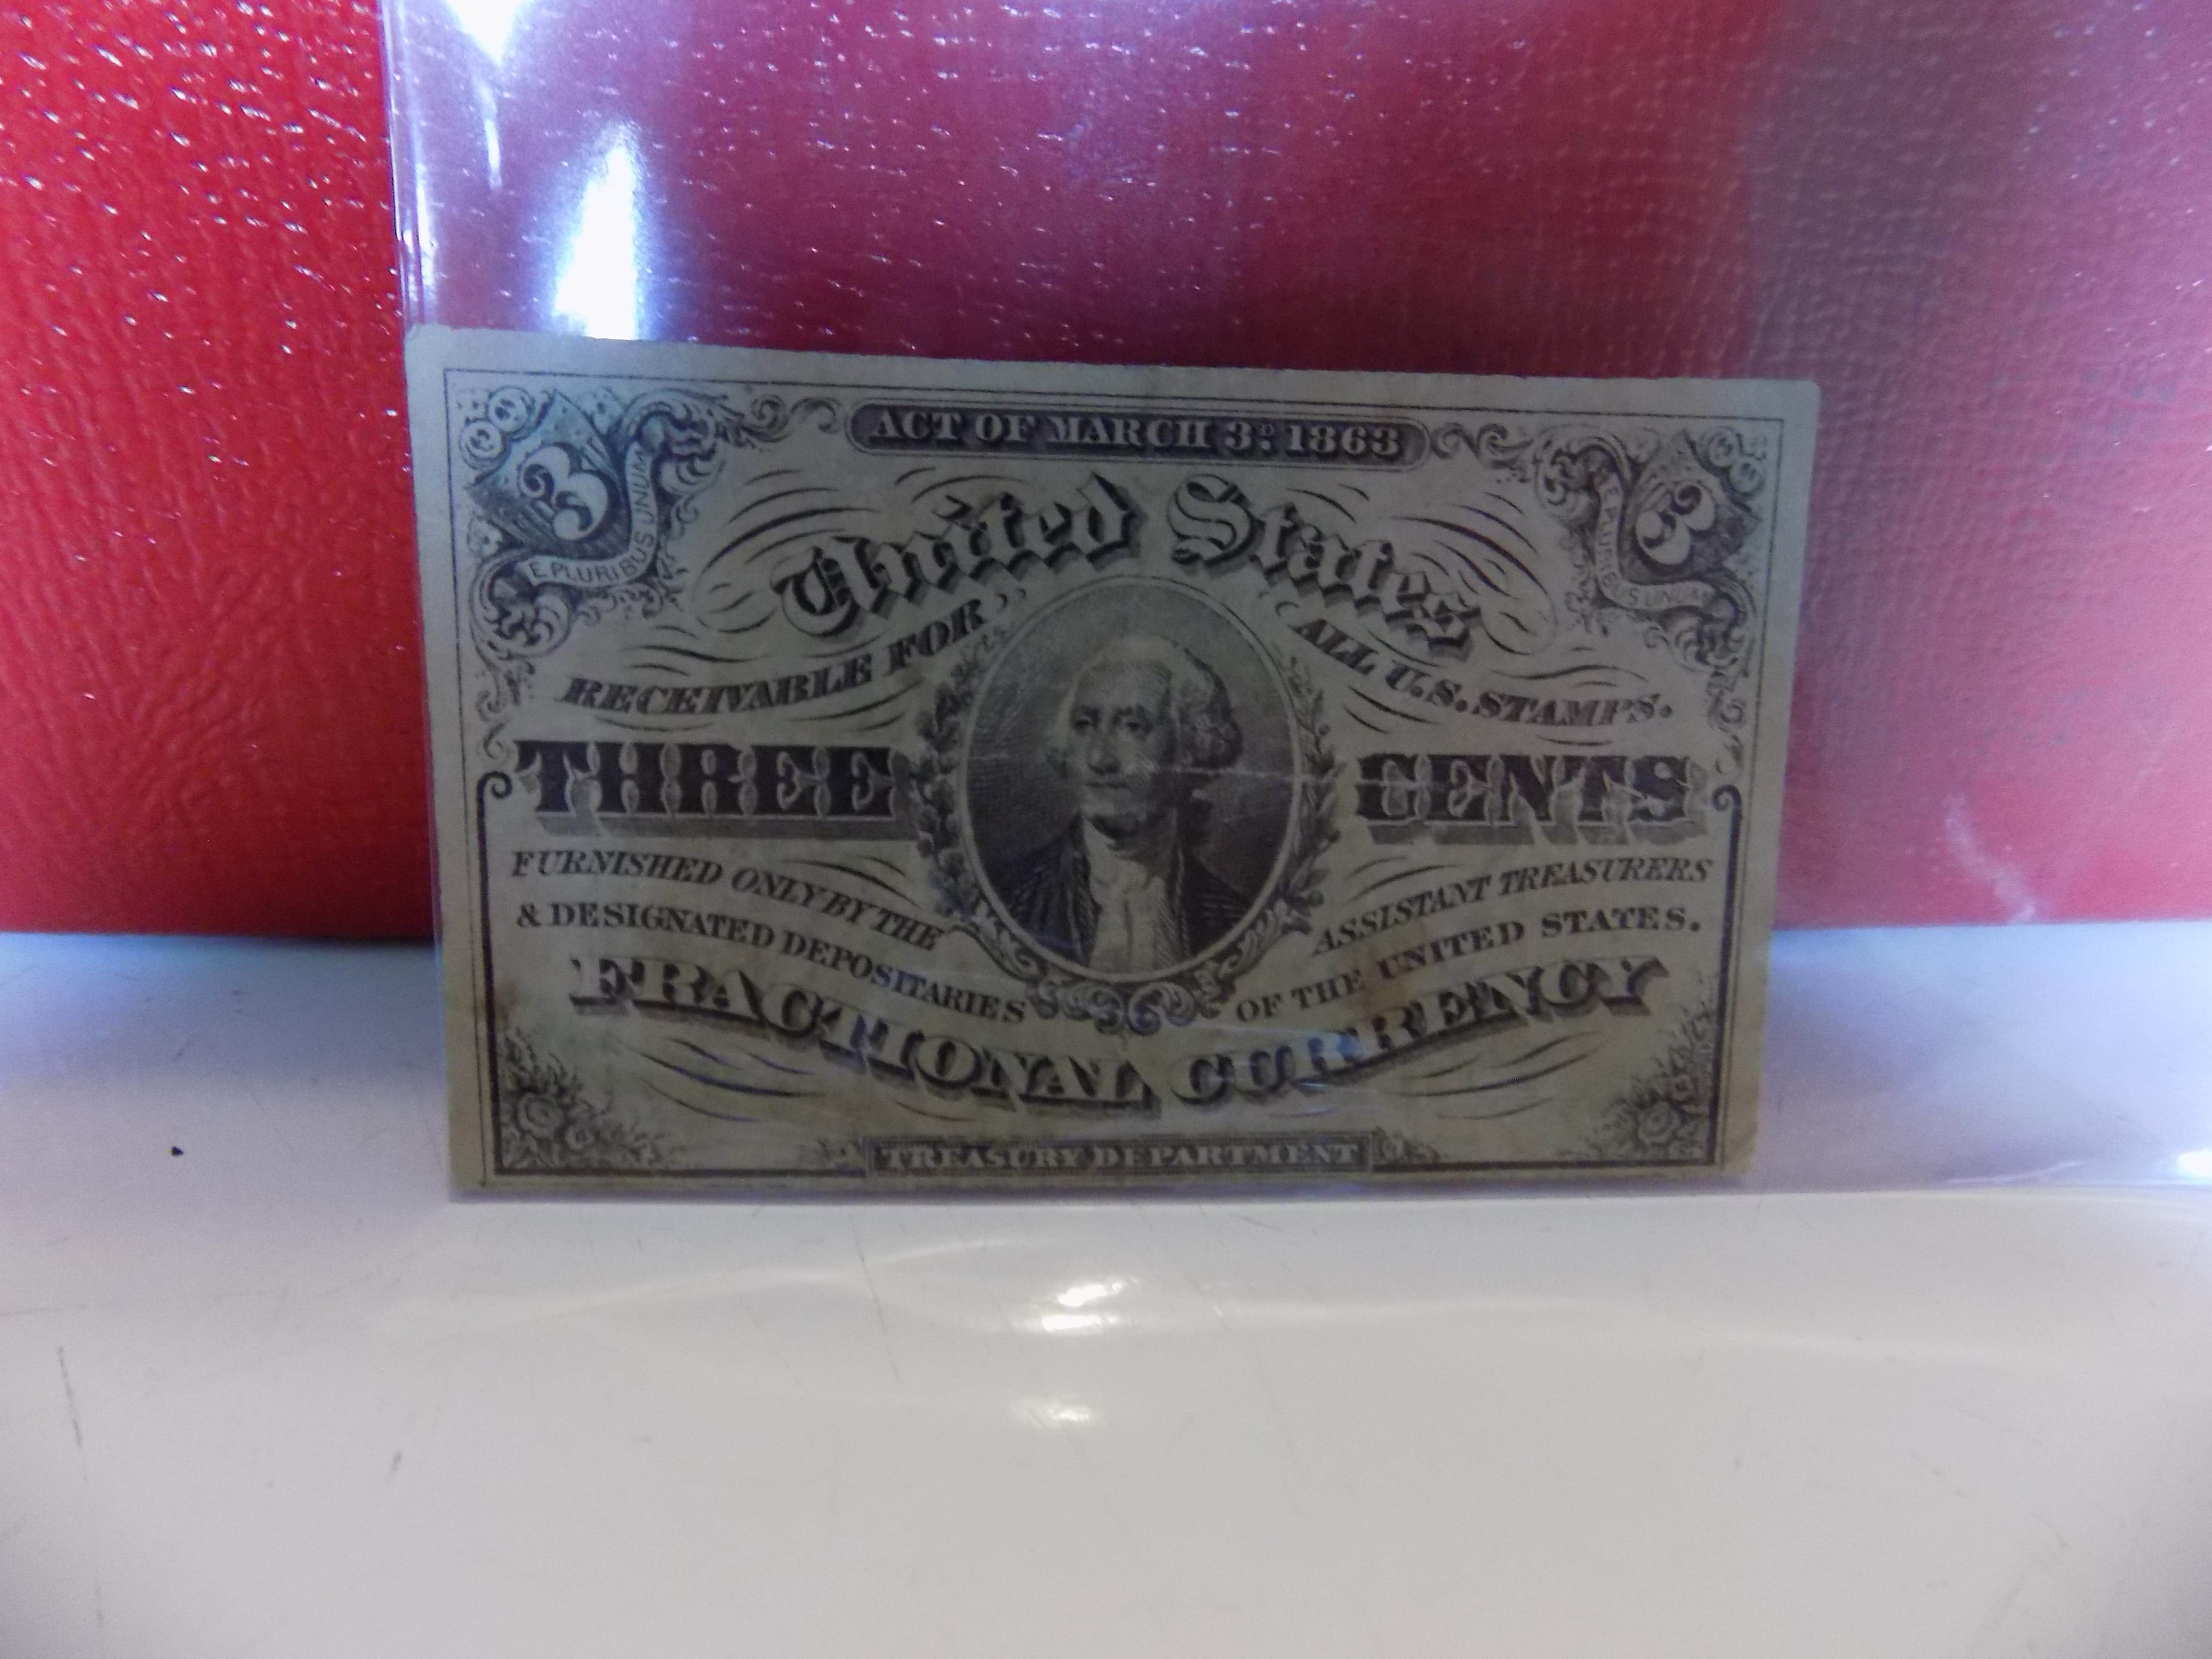 ACT OF MARCH 3D. 1863
3
E PLURIBUS UNUM
3
E PLURIBUS UNUM
United States
RECEIVABLE FOR ALL U.S. STAMPS.
THREE CENTS
FURNISHED ONLY BY THE ASSISTANT TREASURERS
& DESIGNATED DEPOSITARIES OF THE UNITED STATES.
FRACTIONAL CURRENCY
TREASURY DEPARTMENT